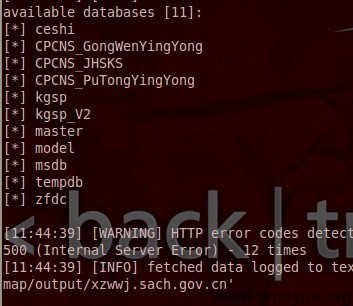 available databases [11]:
[*] ceshi
[*] CPCNS_GongWenYingYong
[*] CPCNS_JHSKS
[*] CPCNS_PuTongYingYong
[*] kgsp
[*] kgsp_V2
[*] master
[*] model
[*] msdb
[*] tempdb
[*] zfdc
<< back | t
[11:44:39] [WARNING] HTTP error codes detect
500 (Internal Server Error) - 12 times
[11:44:39] [INFO] fetched data logged to tex
map/output/xzwwj.sach.gov.cn'